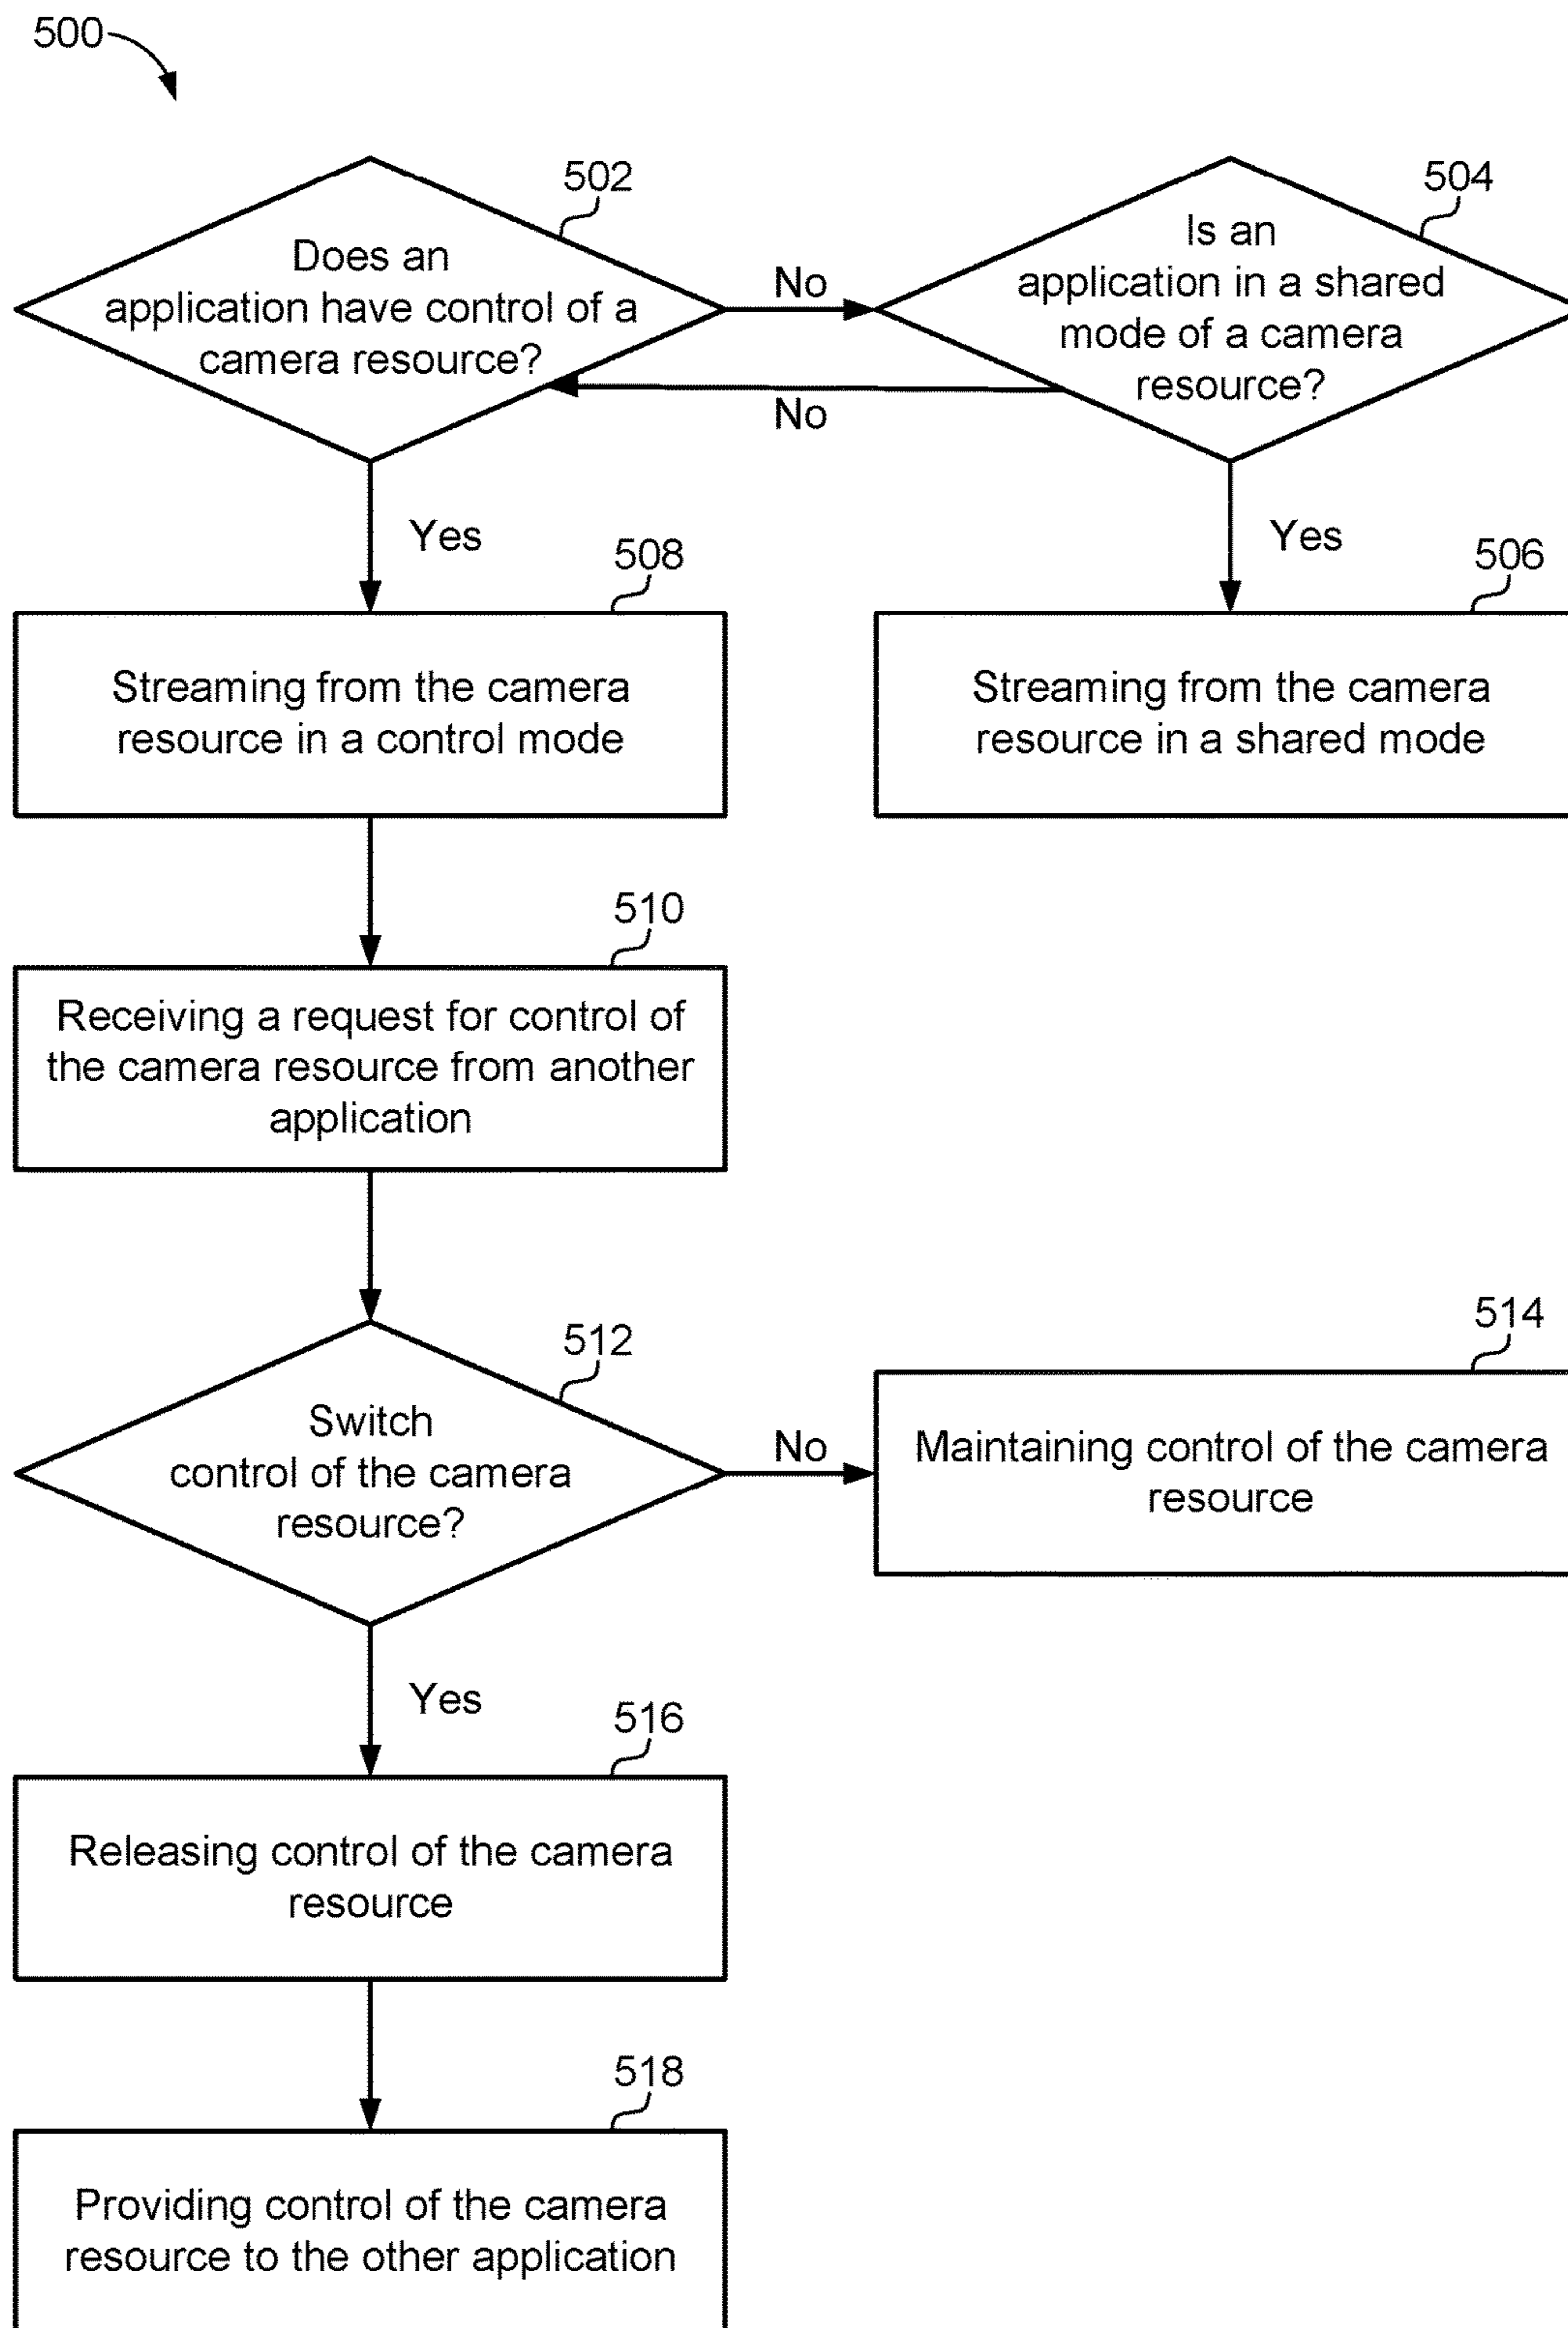 500
502
Does an
application have control of a
camera resource?
No
No
504
Is an
application in a shared
mode of a camera
resource?
Yes
508
Streaming from the camera
resource in a control mode
Yes
506
Streaming from the camera
resource in a shared mode
510
Receiving a request for control of
the camera resource from another
application
512
Switch
control of the camera
resource?
No
514
Maintaining control of the camera
resource
Yes
516
Releasing control of the camera
resource
518
Providing control of the camera
resource to the other application